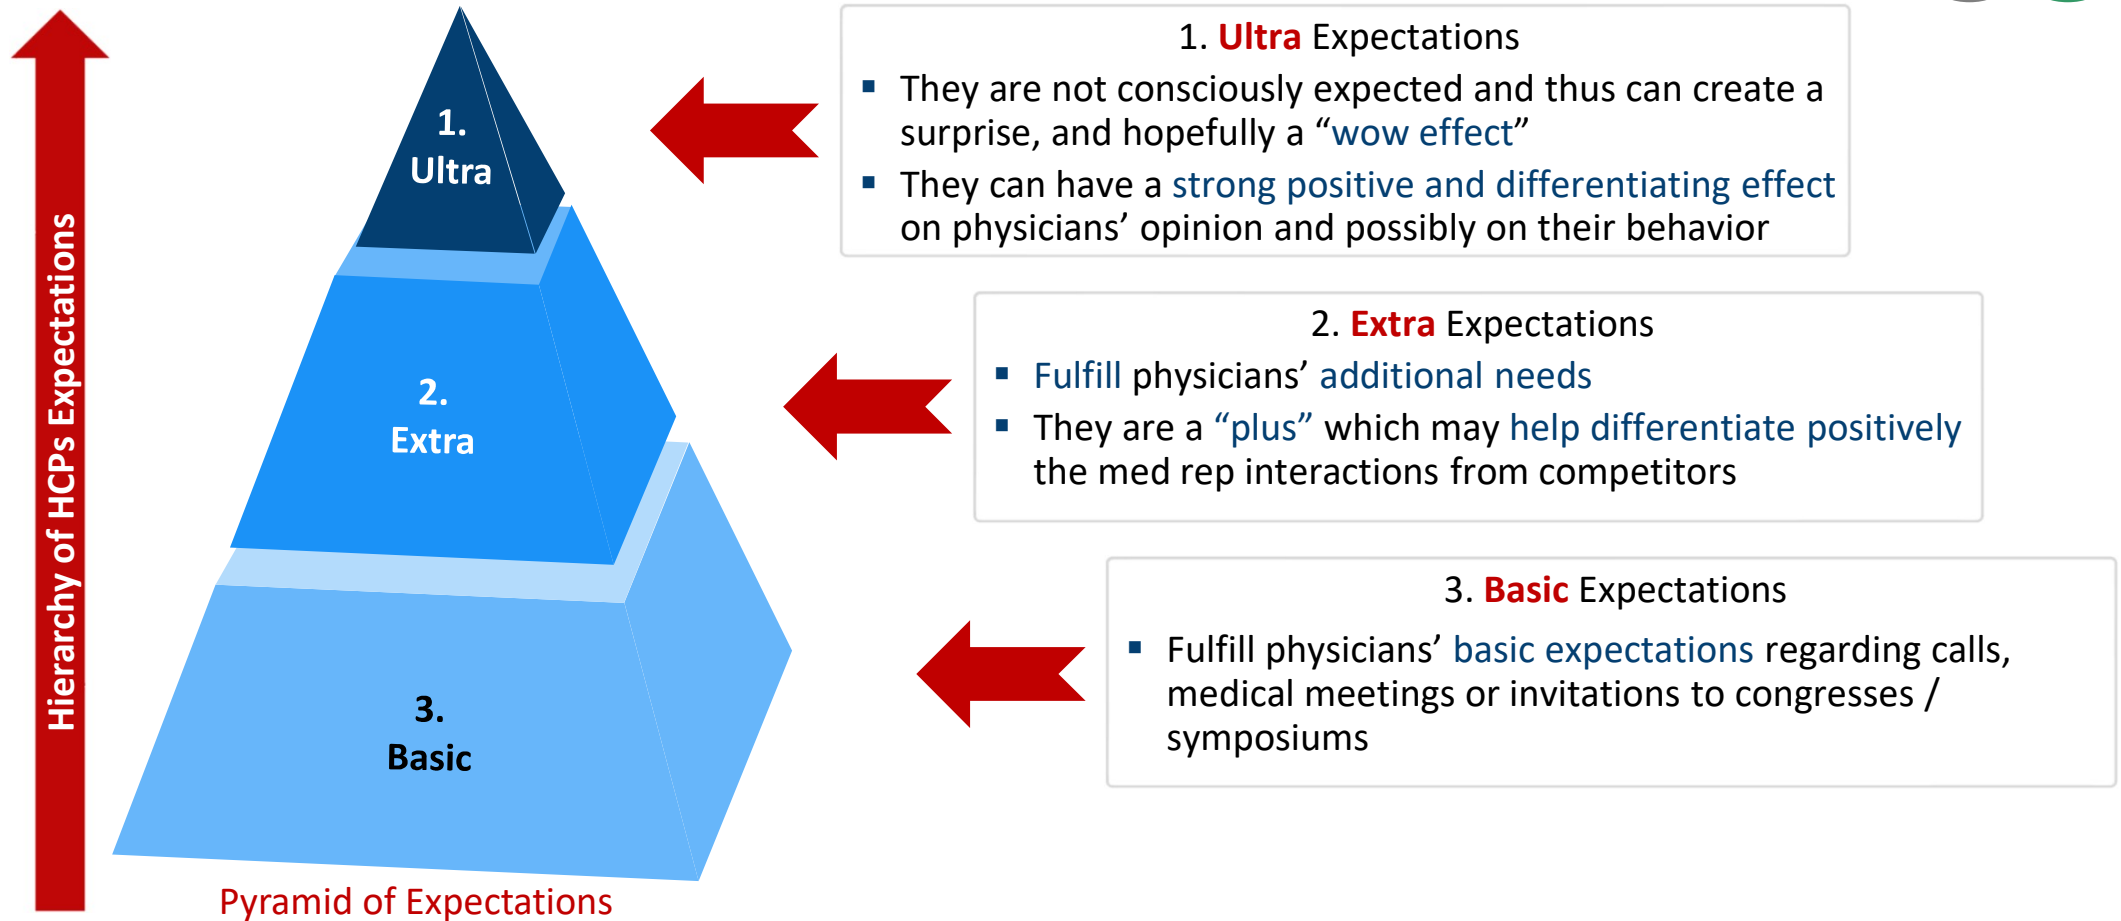 Hierarchy of HCPs Expectations
1.
Ultra
2.
Extra
3.
Basic
Pyramid of Expectations
1. Ultra Expectations
▪ They are not consciously expected and thus can create a
surprise, and hopefully a “wow effect”
▪ They can have a strong positive and differentiating effect
on physicians’ opinion and possibly on their behavior
2. Extra Expectations
▪ Fulfill physicians’ additional needs
▪ They are a “plus” which may help differentiate positively
the med rep interactions from competitors
3. Basic Expectations
▪ Fulfill physicians’ basic expectations regarding calls,
medical meetings or invitations to congresses /
symposiums